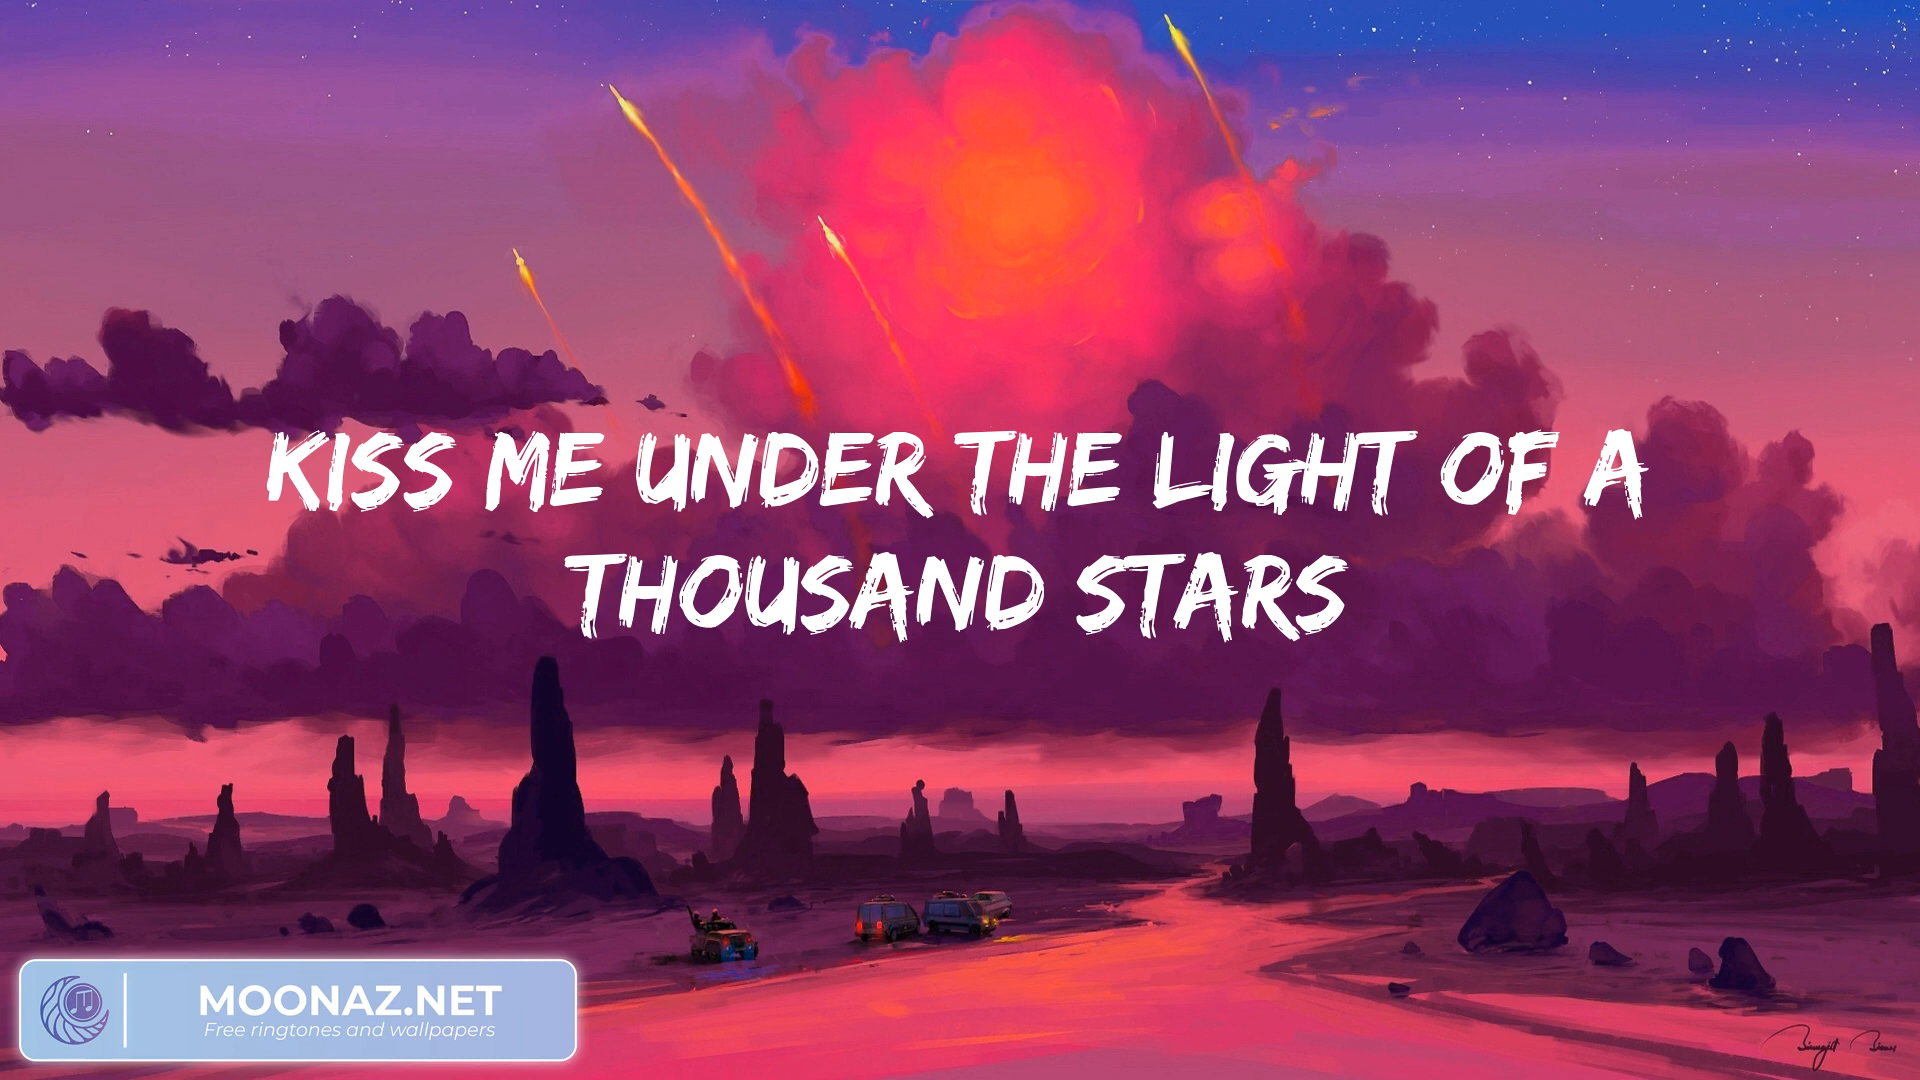 KISS ME UNDER THE LIGHT OF A
THOUSAND STARS
MOONAZ.NET
Free ringtones and wallpapers